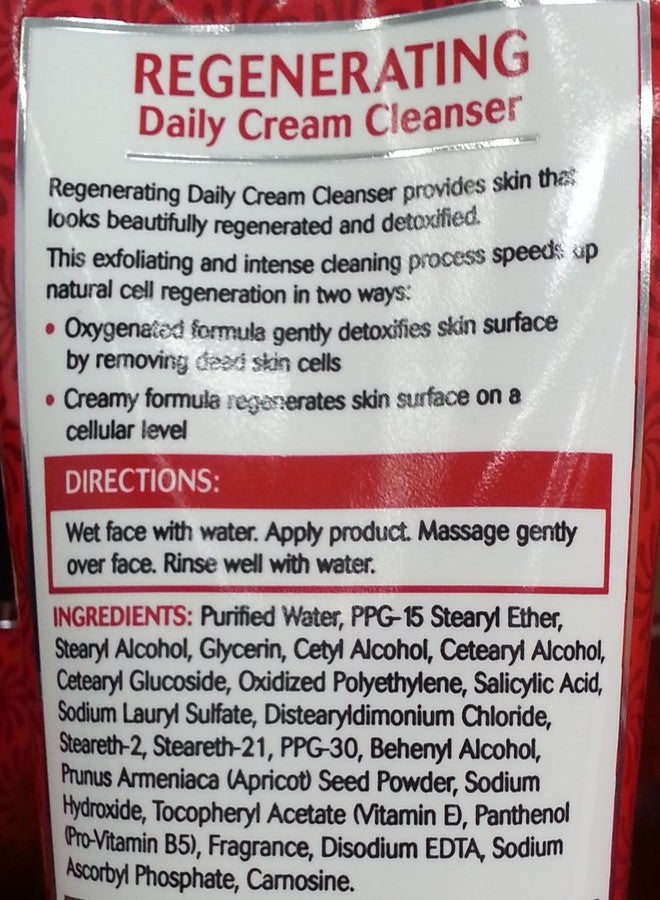 REGENERATING
Daily Cream Cleanser
Regenerating Daily Cream Cleanser provides skin that
looks beautifully regenerated and detoxified.
This exfoliating and intense cleaning process speeds up
natural cell regeneration in two ways:
• Oxygenated formula gently detoxifies skin surface
by removing dead skin cells
• Creamy formula regenerates skin surface on a
cellular level
DIRECTIONS:
Wet face with water. Apply product. Massage gently
over face. Rinse well with water.
INGREDIENTS: Purified Water, PPG-15 Stearyl Ether,
Stearyl Alcohol, Glycerin, Cetyl Alcohol, Cetearyl Alcohol,
Cetearyl Glucoside, Oxidized Polyethylene, Salicylic Acid,
Sodium Lauryl Sulfate, Distearyldimonium Chloride,
Steareth-2, Steareth-21, PPG-30, Behenyl Alcohol,
Prunus Armeniaca (Apricot) Seed Powder, Sodium
Hydroxide, Tocopheryl Acetate (Vitamin E), Panthenol
(Pro-Vitamin B5), Fragrance, Disodium EDTA, Sodium
Ascorbyl Phosphate, Carnosine.